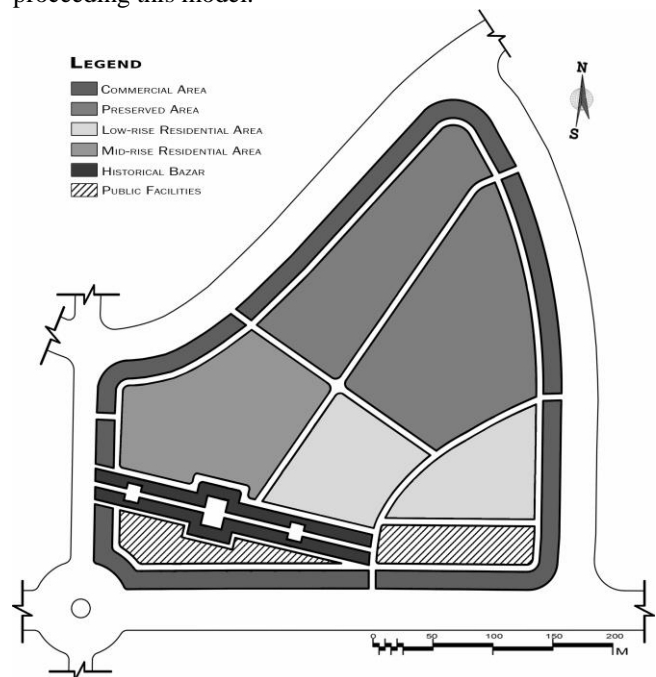 proceeding this model.
LEGEND
COMMERCIAL AREA
PRESERVED AREA
LOW-RISE RESIDENTIAL AREA
MID-RISE RESIDENTIAL AREA
HISTORICAL BAZAR
PUBLIC FACILITIES
N
S
0 50 100 150 200
M